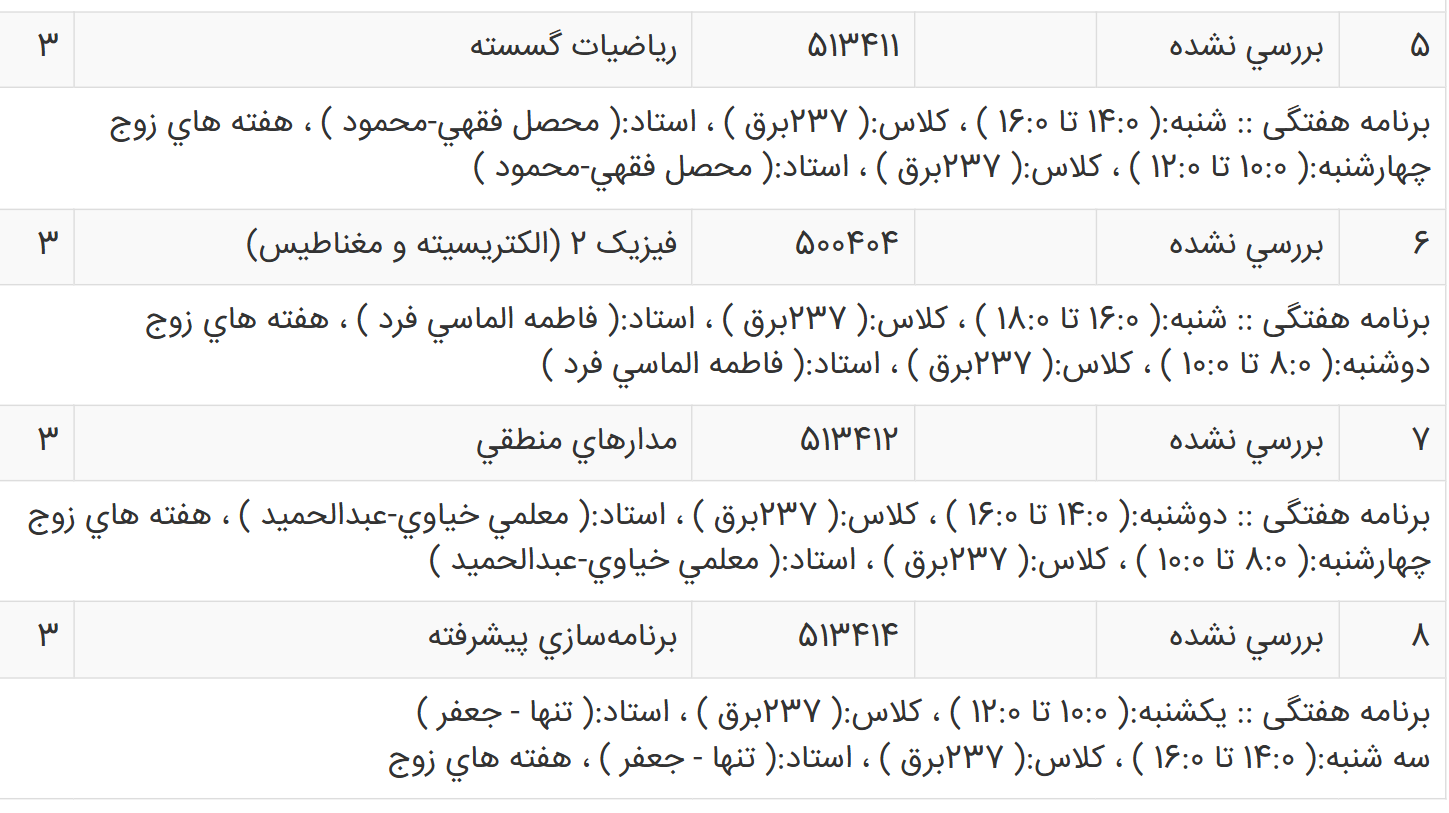 ۵ بررسي نشده ۵۱۳۴۱۱ رياضيات گسسته ۳
برنامه هفتگی :: شنبه:( ۱۴:۰ تا ۱۶:۰ ) ، کلاس:( ۲۳۷برق ) ، استاد:( محصل فقهي-محمود ) ، هفته هاي زوج
چهارشنبه:( ۱۰:۰ تا ۱۲:۰ ) ، کلاس:( ۲۳۷برق ) ، استاد:( محصل فقهي-محمود )
۶ بررسي نشده ۵۰۰۴۰۴ فيزيک ۲ (الکتريسيته و مغناطيس) ۳
برنامه هفتگی :: شنبه:( ۱۶:۰ تا ۱۸:۰ ) ، کلاس:( ۲۳۷برق ) ، استاد:( فاطمه الماسي فرد ) ، هفته هاي زوج
دوشنبه:( ۸:۰ تا ۱۰:۰ ) ، کلاس:( ۲۳۷برق ) ، استاد:( فاطمه الماسي فرد )
۷ بررسي نشده ۵۱۳۴۱۲ مدارهاي منطقي ۳
برنامه هفتگی :: دوشنبه:( ۱۴:۰ تا ۱۶:۰ ) ، کلاس:( ۲۳۷برق ) ، استاد:( معلمي خياوي-عبدالحميد ) ، هفته هاي زوج
چهارشنبه:( ۸:۰ تا ۱۰:۰ ) ، کلاس:( ۲۳۷برق ) ، استاد:( معلمي خياوي-عبدالحميد )
۸ بررسي نشده ۵۱۳۴۱۴ برنامه‌سازي پيشرفته ۳
برنامه هفتگی :: يکشنبه:( ۱۰:۰ تا ۱۲:۰ ) ، کلاس:( ۲۳۷برق ) ، استاد:( تنها - جعفر )
سه شنبه:( ۱۴:۰ تا ۱۶:۰ ) ، کلاس:( ۲۳۷برق ) ، استاد:( تنها - جعفر ) ، هفته هاي زوج